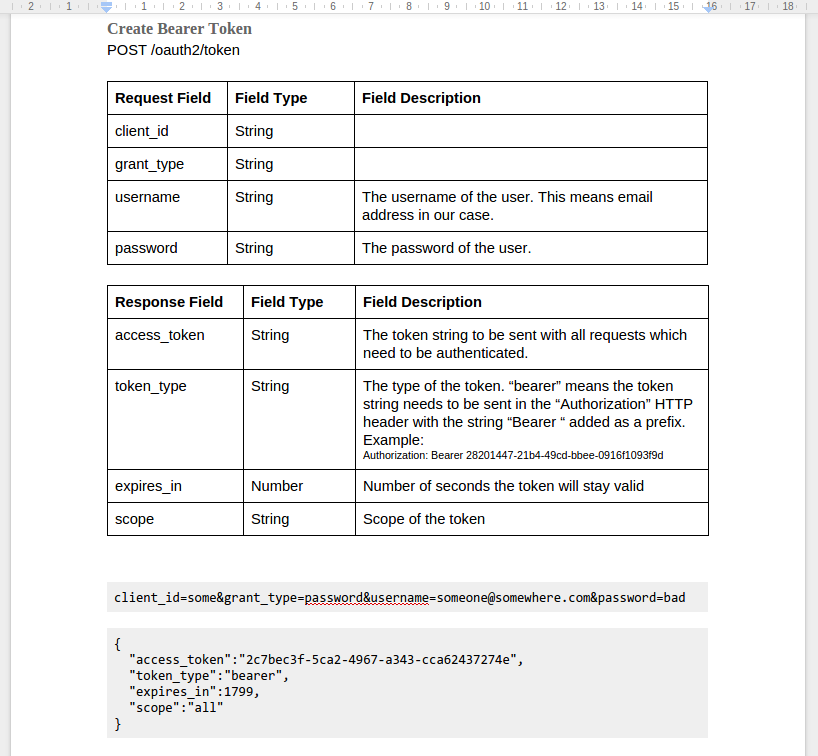 2 1 1 2 3 4 5 6 7 8 9 10 11 12 13 14 15 16 17 18
Create Bearer Token
POST /oauth2/token
Request Field Field Type Field Description
client_id String
grant_type String
username String The username of the user. This means email
address in our case.
password String The password of the user.
Response Field Field Type Field Description
access_token String The token string to be sent with all requests which
need to be authenticated.
token_type String The type of the token. “bearer” means the token
string needs to be sent in the “Authorization” HTTP
header with the string “Bearer “ added as a prefix.
Example:
Authorization: Bearer 28201447-21b4-49cd-bbee-0916f1093f9d
expires_in Number Number of seconds the token will stay valid
scope String Scope of the token
client_id=some&grant_type=password&username=someone@somewhere.com&password=bad
{
"access_token":"2c7bec3f-5ca2-4967-a343-cca62437274e",
"token_type":"bearer",
"expires_in":1799,
"scope":"all"
}